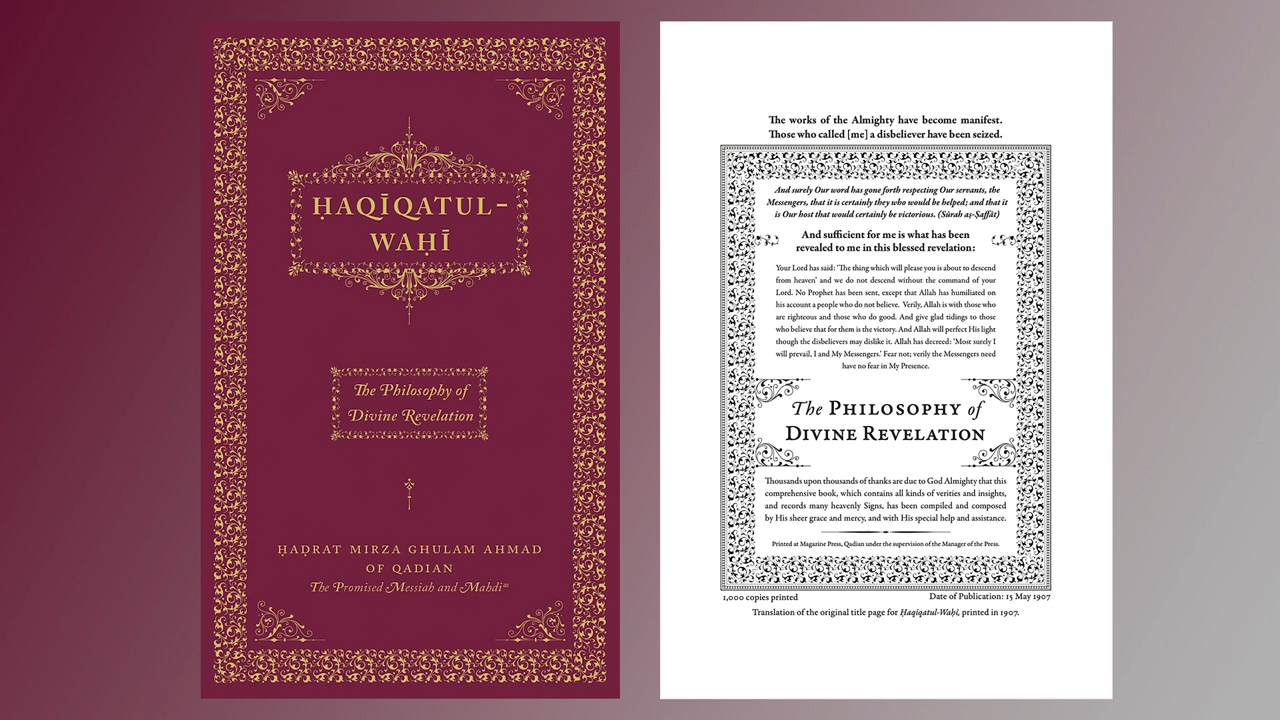 ḤAQĪQATUL-
WAḤĪ
The Philosophy of
Divine Revelation
ḤAḌRAT MIRZA GHULAM AHMAD
OF QADIAN
The Promised Messiah and Mahdi as
The works of the Almighty have become manifest.
Those who called [me] a disbeliever have been seized.
And surely Our word has gone forth respecting Our servants, the
Messengers, that it is certainly they who would be helped; and that it
is Our host that would certainly be victorious. (Sūrah aṣ-Ṣaffāt)
And sufficient for me is what has been
revealed to me in this blessed revelation:
Your Lord has said: 'The thing which will please you is about to descend
from heaven' and we do not descend without the command of your
Lord. No Prophet has been sent, except that Allah has humiliated on
his account a people who do not believe. Verily, Allah is with those who
are righteous and those who do good. And give glad tidings to those
who believe that for them is the victory. And Allah will perfect His light
though the disbelievers may dislike it. Allah has decreed: 'Most surely I
will prevail, I and My Messengers.' Fear not; verily the Messengers need
have no fear in My Presence.
The PHILOSOPHY of
DIVINE REVELATION
Thousands upon thousands of thanks are due to God Almighty that this
comprehensive book, which contains all kinds of verities and insights,
and records many heavenly Signs, has been compiled and composed
by His sheer grace and mercy, and with His special help and assistance.
Printed at Magazine Press, Qadian under the supervision of the Manager of the Press.
1,000 copies printed
Date of Publication: 15 May 1907
Translation of the original title page for Ḥaqīqatul-Waḥī, printed in 1907.